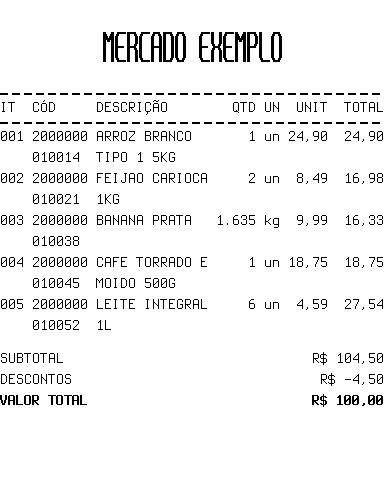 MERCADO EXEMPLO
IT CÓD DESCRIÇÃO QTD UN UNIT TOTAL
001 2000000 ARROZ BRANCO 1 un 24,90 24,90
010014 TIPO 1 5KG
002 2000000 FEIJAO CARIOCA 2 un 8,49 16,98
010021 1KG
003 2000000 BANANA PRATA 1.635 kg 9,99 16,33
010038
004 2000000 CAFE TORRADO E 1 un 18,75 18,75
010045 MOIDO 500G
005 2000000 LEITE INTEGRAL 6 un 4,59 27,54
010052 1L
SUBTOTAL R$ 104,50
DESCONTOS R$ -4,50
VALOR TOTAL R$ 100,00